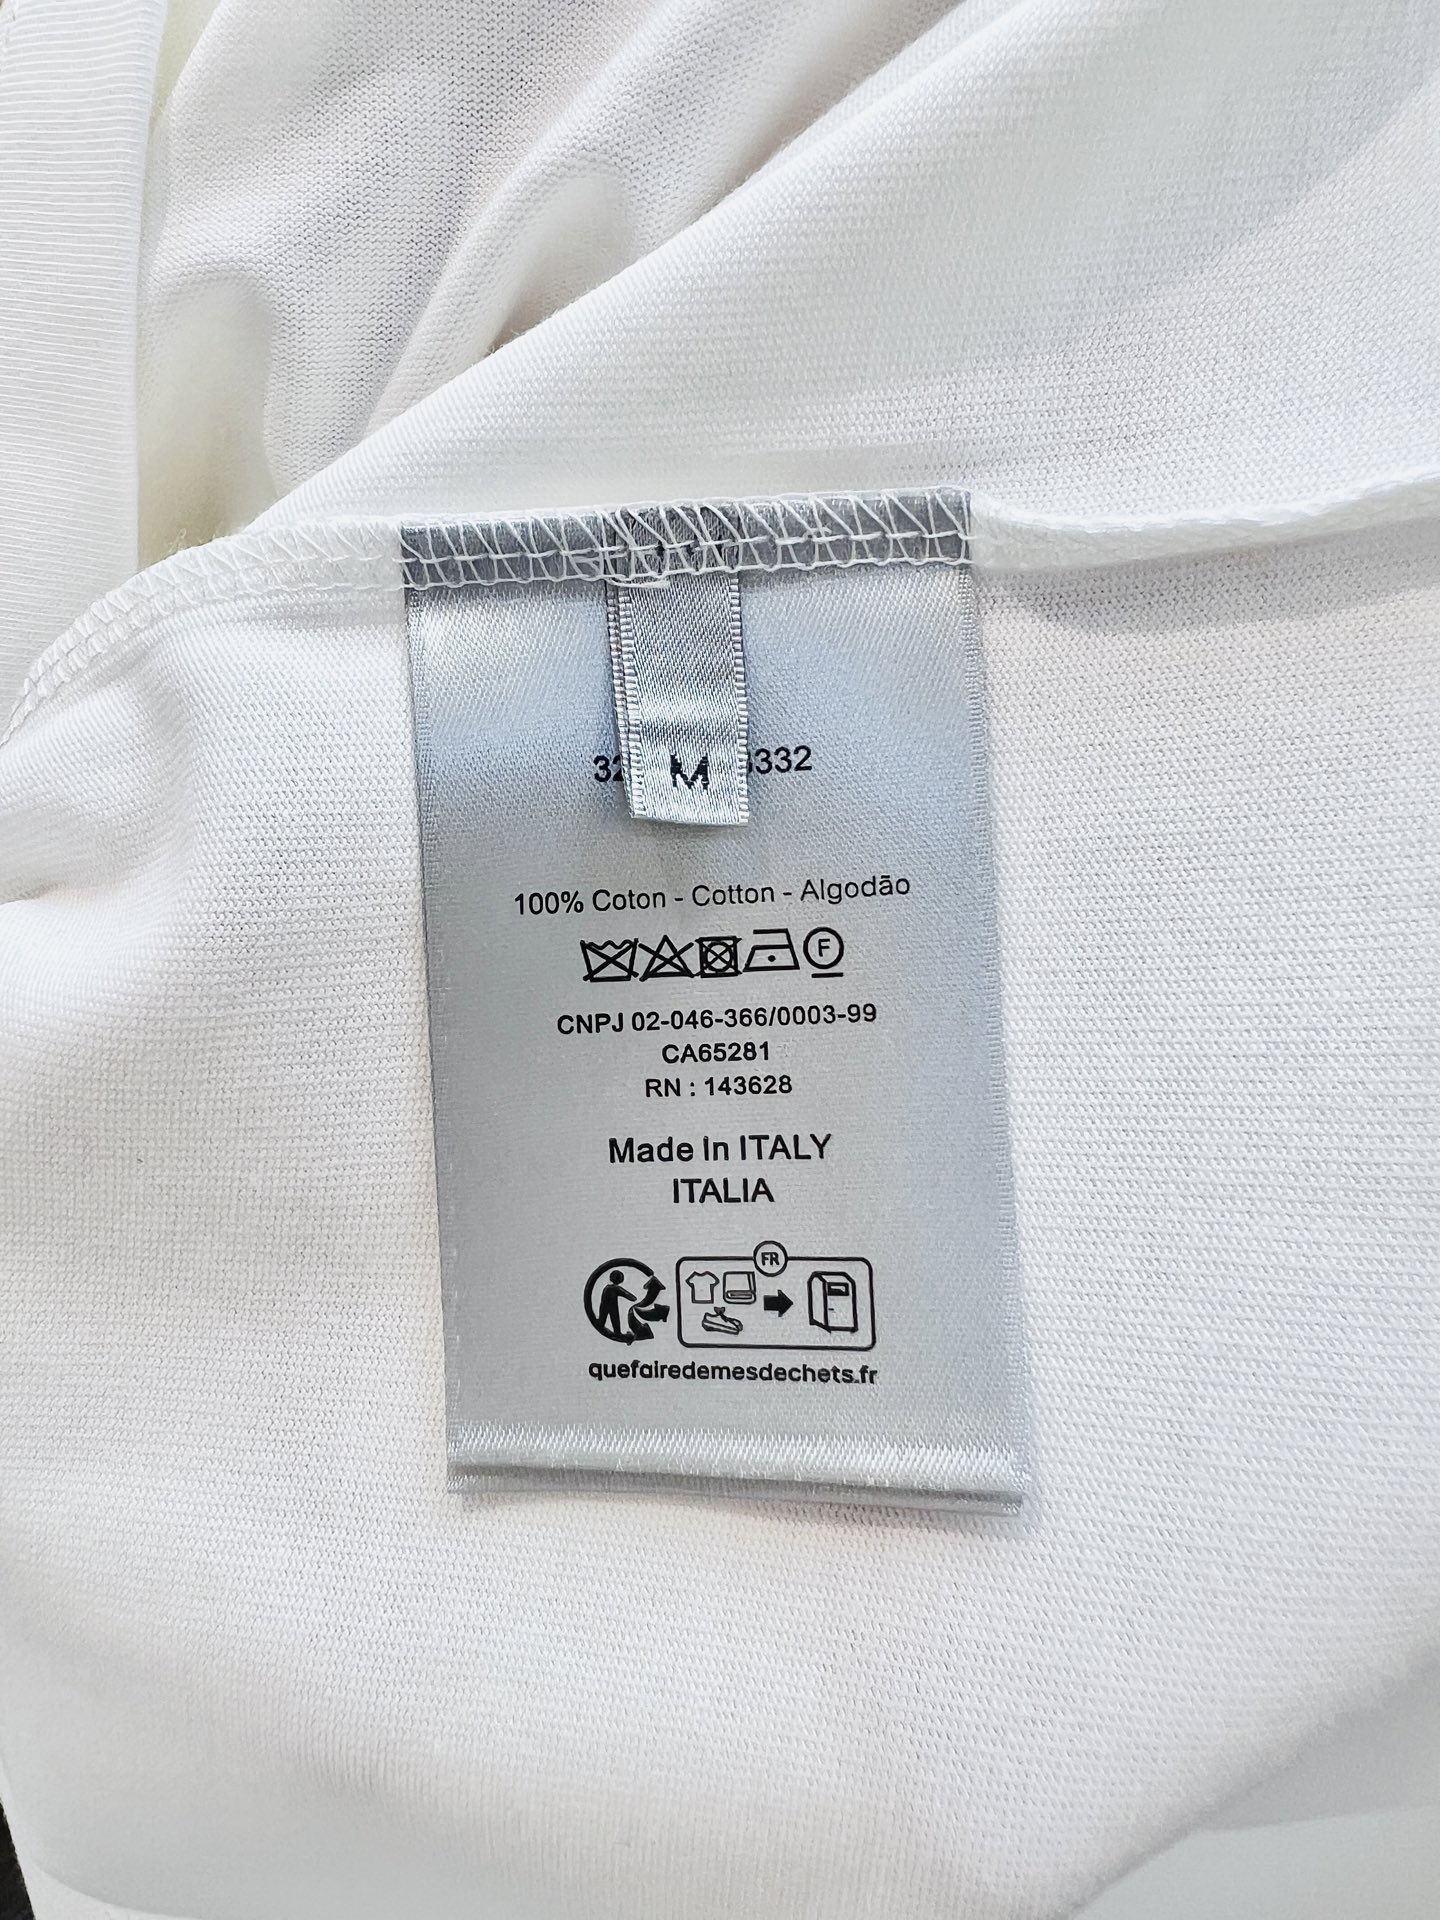 M
332
100% Coton - Cotton - Algodão
F
CNPJ 02-046-366/0003-99
CA65281
RN : 143628
Made in ITALY
ITALIA
FR
quefairedemesdechets.fr